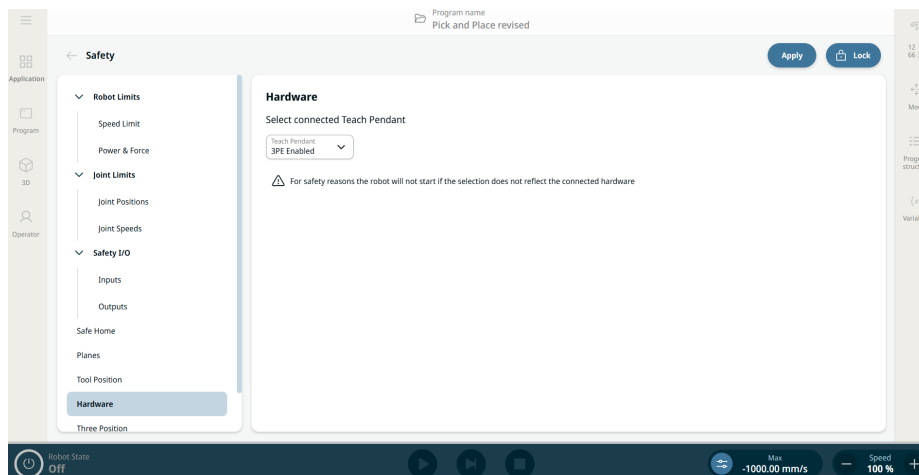 Program name
Pick and Place revised
Application
Program
3D
Operator
Safety
Apply
Lock
Robot Limits
Speed Limit
Power & Force
Joint Limits
Joint Positions
Joint Speeds
Safety I/O
Inputs
Outputs
Safe Home
Planes
Tool Position
Hardware
Three Position
Hardware
Select connected Teach Pendant
Teach Pendant
3PE Enabled
For safety reasons the robot will not start if the selection does not reflect the connected hardware
12
66
Robot State
Off
Max
-1000.00 mm/s
Speed
100 %